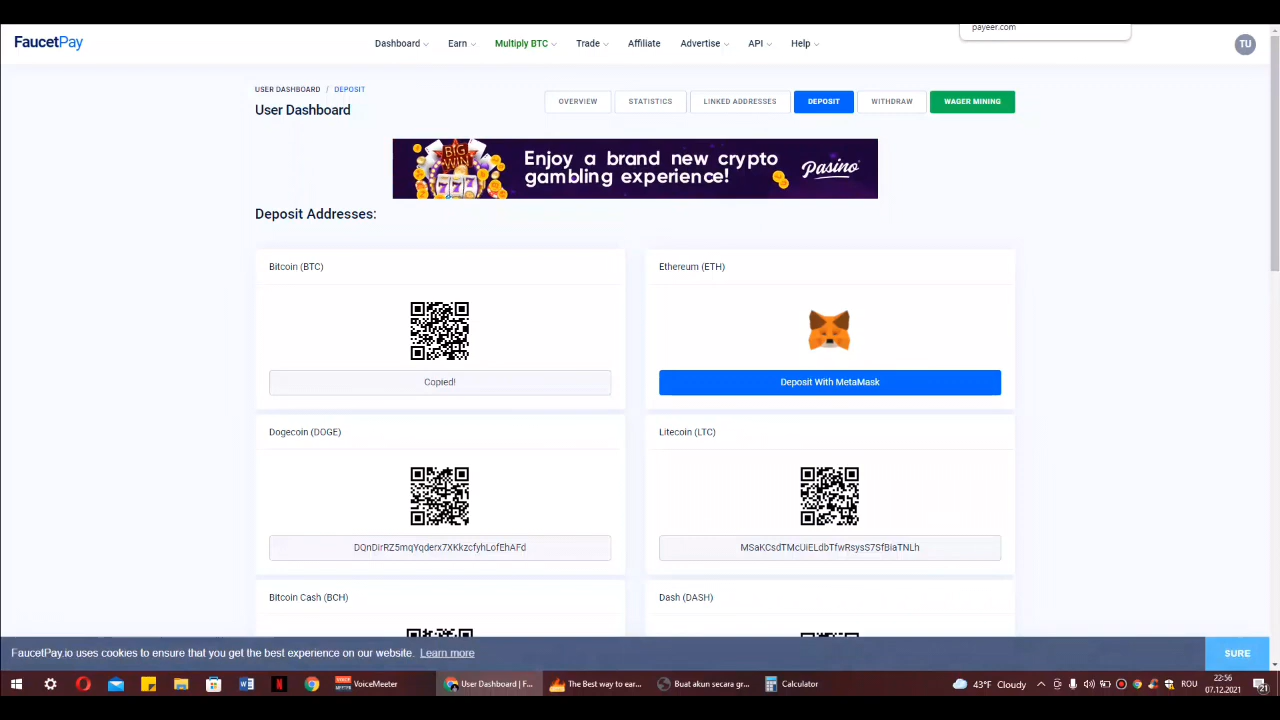 payeer.com
FaucetPay
Dashboard
Earn
Multiply BTC
Trade
Affiliate
Advertise
API
Help
TU
USER DASHBOARD / DEPOSIT
User Dashboard
OVERVIEW
STATISTICS
LINKED ADDRESSES
DEPOSIT
WITHDRAW
WAGER MINING
BIG WIN
777
Enjoy a brand new crypto
gambling experience!
Pasino
Deposit Addresses:
Bitcoin (BTC)
Copied!
Ethereum (ETH)
Deposit With MetaMask
Dogecoin (DOGE)
DQnDirRZ5mqYqderx7XKkzcfyhLofEhAFd
Litecoin (LTC)
MSaKCsdTMcUiELdbTfwRsysS7SfBiaTNLh
Bitcoin Cash (BCH)
Dash (DASH)
FaucetPay.io uses cookies to ensure that you get the best experience on our website. Learn more
SURE
VoiceMeeter
User Dashboard | F...
The Best way to ear...
Buat akun secara gr...
Calculator
43°F Cloudy
ROU
22:56
07.12.2021
21